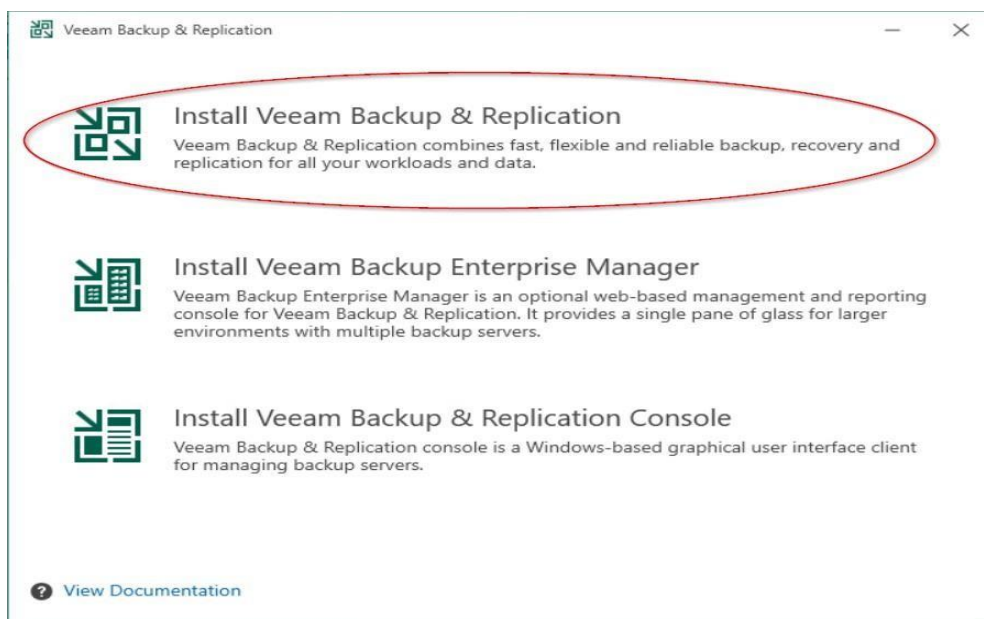 Veeam Backup & Replication
Install Veeam Backup & Replication
Veeam Backup & Replication combines fast, flexible and reliable backup, recovery and
replication for all your workloads and data.
Install Veeam Backup Enterprise Manager
Veeam Backup Enterprise Manager is an optional web-based management and reporting
console for Veeam Backup & Replication. It provides a single pane of glass for larger
environments with multiple backup servers.
Install Veeam Backup & Replication Console
Veeam Backup & Replication console is a Windows-based graphical user interface client
for managing backup servers.
? View Documentation